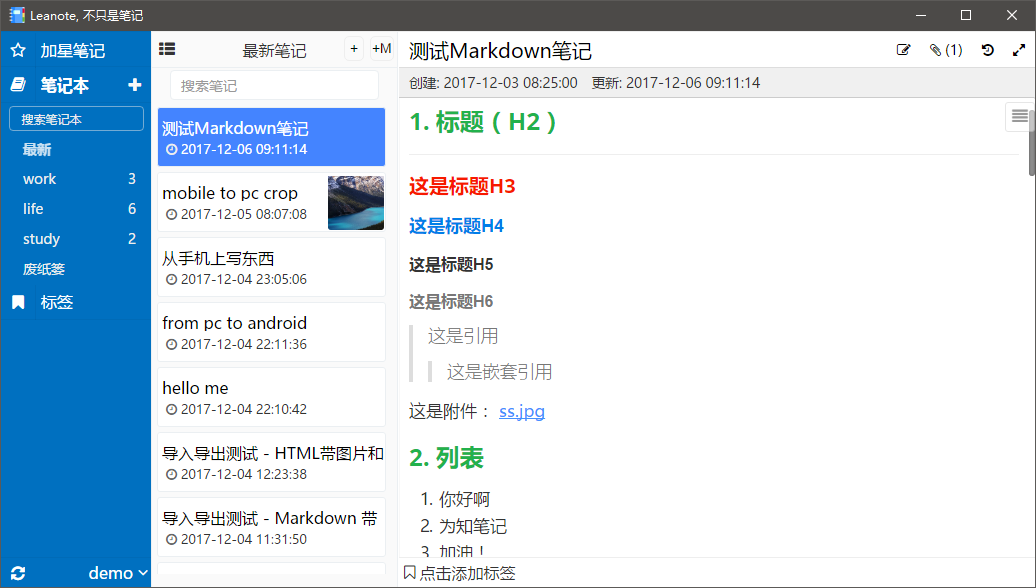 Leanote, 不只是笔记
加星笔记
笔记本
搜索笔记本
最新
work 3
life 6
study 2
废纸篓
标签
demo
最新笔记 + +M
搜索笔记
测试Markdown笔记
2017-12-06 09:11:14
mobile to pc crop
2017-12-05 08:07:08
从手机上写东西
2017-12-04 23:05:06
from pc to android
2017-12-04 22:11:36
hello me
2017-12-04 22:10:42
导入导出测试 - HTML带图片和
2017-12-04 12:23:38
导入导出测试 - Markdown 带
2017-12-04 11:31:50
测试Markdown笔记 (1)
创建: 2017-12-03 08:25:00 更新: 2017-12-06 09:11:14
1. 标题（H2）
这是标题H3
这是标题H4
这是标题H5
这是标题H6
这是引用
这是嵌套引用
这是附件： ss.jpg
2. 列表
1. 你好啊
2. 为知笔记
3. 加油！
点击添加标签